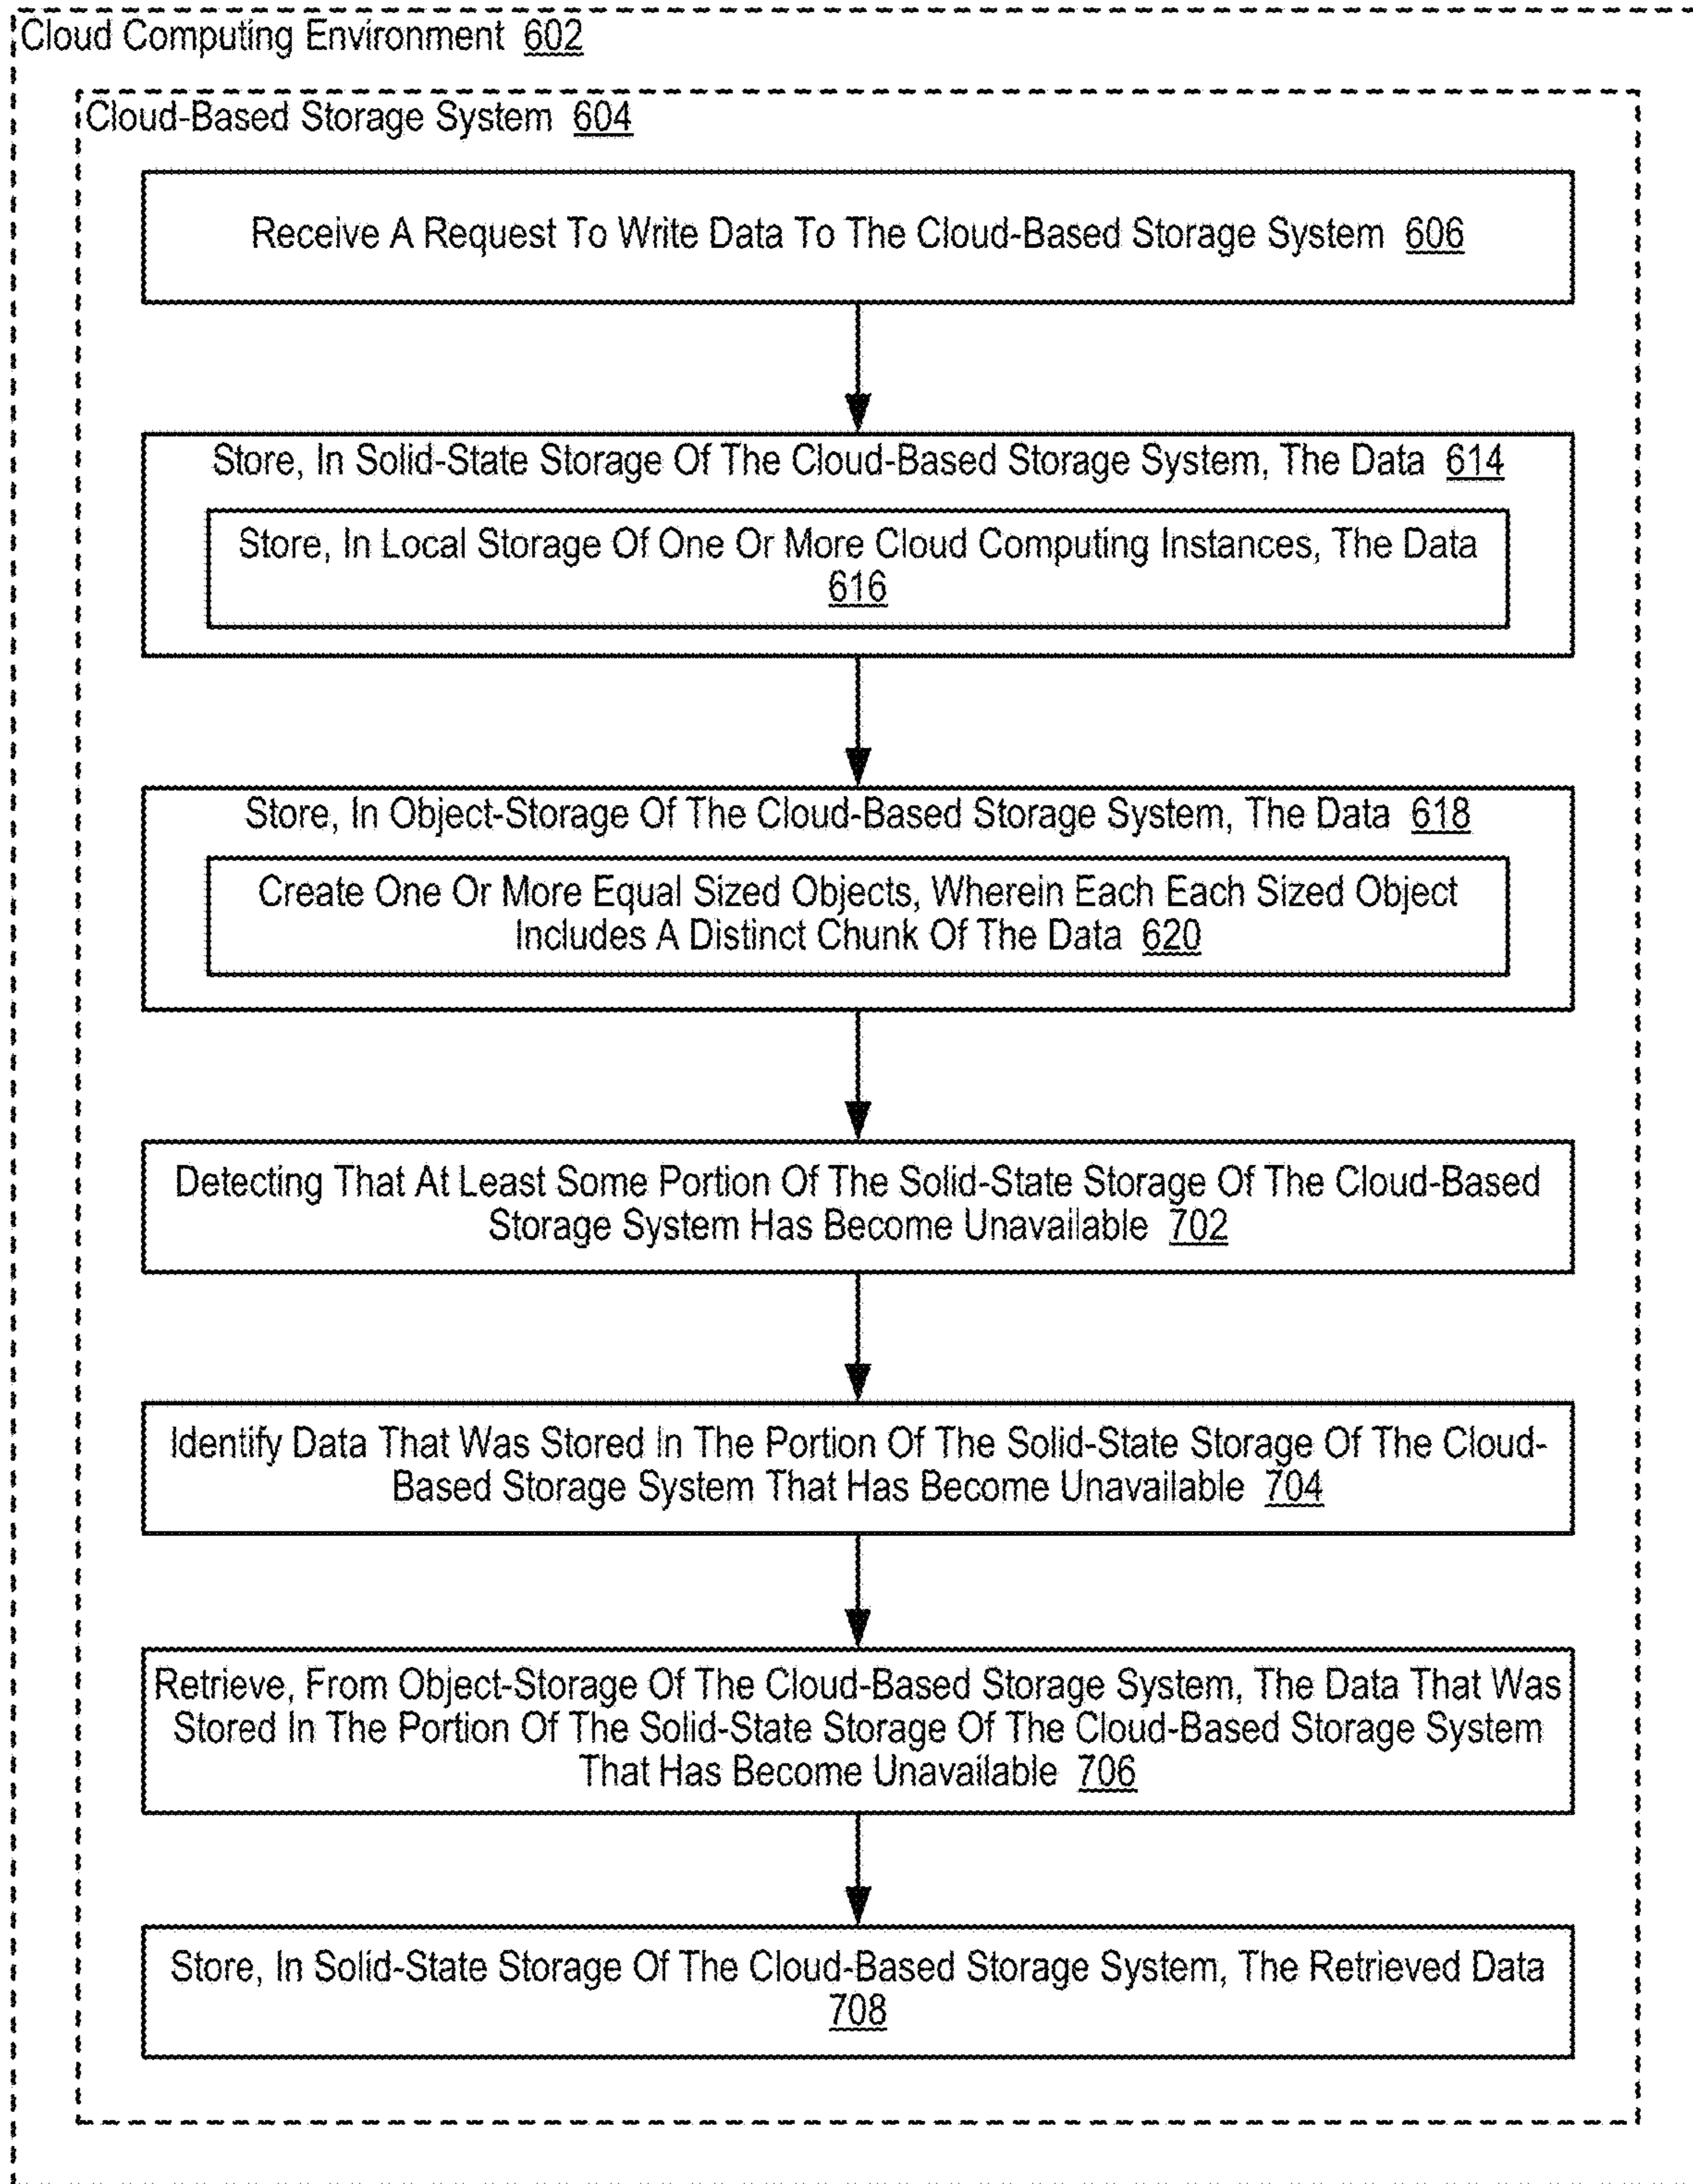 Cloud Computing Environment 602
Cloud-Based Storage System 604
Receive A Request To Write Data To The Cloud-Based Storage System 606
Store, In Solid-State Storage Of The Cloud-Based Storage System, The Data 614
Store, In Local Storage Of One Or More Cloud Computing Instances, The Data
616
Store, In Object-Storage Of The Cloud-Based Storage System, The Data 618
Create One Or More Equal Sized Objects, Wherein Each Each Sized Object
Includes A Distinct Chunk Of The Data 620
Detecting That At Least Some Portion Of The Solid-State Storage Of The Cloud-Based
Storage System Has Become Unavailable 702
Identify Data That Was Stored In The Portion Of The Solid-State Storage Of The Cloud-
Based Storage System That Has Become Unavailable 704
Retrieve, From Object-Storage Of The Cloud-Based Storage System, The Data That Was
Stored In The Portion Of The Solid-State Storage Of The Cloud-Based Storage System
That Has Become Unavailable 706
Store, In Solid-State Storage Of The Cloud-Based Storage System, The Retrieved Data
708